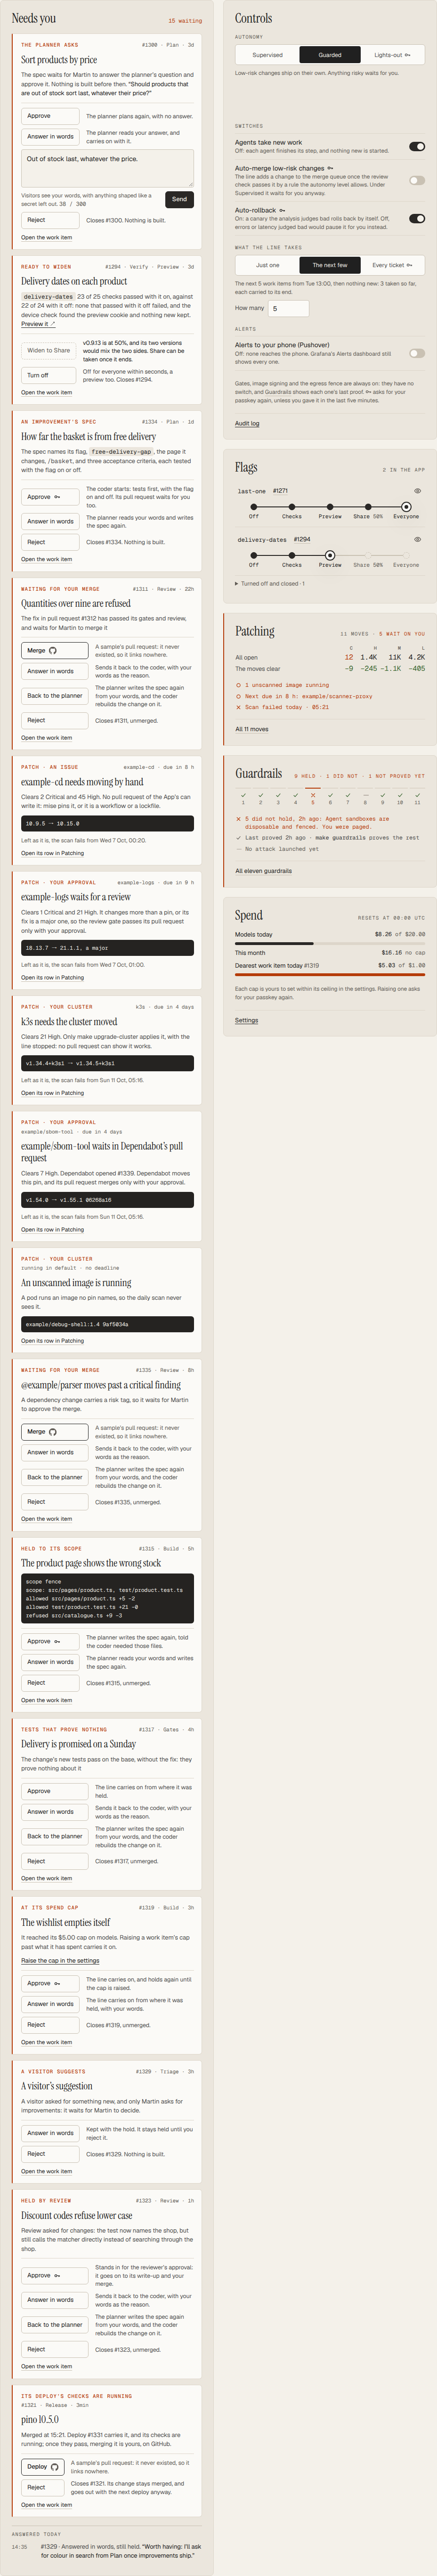 Needs you
15 waiting
THE PLANNER ASKS
#1300 · Plan · 3d
Sort products by price
The spec waits for Martin to answer the planner's question and
approve it. Nothing is built before then. "Should products that
are out of stock sort last, whatever their price?"
Approve
The planner plans again, with no answer.
Answer in words
The planner reads your answer, and
carries on with it.
Out of stock last, whatever the price.
Visitors see your words, with anything shaped like a
secret left out. 38 / 300
Send
Reject
Closes #1300. Nothing is built.
Open the work item
READY TO WIDEN
#1294 · Verify · Preview · 3d
Delivery dates on each product
delivery-dates 23 of 25 checks passed with it on, against
22 of 24 with it off; none that passed with it off failed, and the
device check found the preview cookie and nothing new kept.
Preview it ↗
Widen to Share
v0.913 is at 50%, and its two versions
would mix the two sides. Share can be
taken once it ends.
Turn off
Off for everyone within seconds, a
preview too. Closes #1294.
Open the work item
AN IMPROVEMENT'S SPEC
#1334 · Plan · 1d
How far the basket is from free delivery
The spec names its flag, free-delivery-gap, the page it
changes, /basket, and three acceptance criteria, each tested
with the flag on and off.
Approve
The coder starts: tests first, with the flag
on and off. Its pull request waits for you
too.
Answer in words
The planner reads your words and writes
the spec again.
Reject
Closes #1334. Nothing is built.
Open the work item
WAITING FOR YOUR MERGE
#1311 · Review · 22h
Quantities over nine are refused
The fix in pull request #1312 has passed its gates and review,
and waits for Martin to merge it
Merge
A sample's pull request: it never
existed, so it links nowhere.
Answer in words
Sends it back to the coder, with your
words as the reason.
Back to the planner
The planner writes the spec again
from your words, and the coder
rebuilds the change on it.
Reject
Closes #1311, unmerged.
Open the work item
PATCH · AN ISSUE
example-cd · due in 8 h
example-cd needs moving by hand
Clears 2 Critical and 45 High. No pull request of the App's can
carry it: mise pins it, or it is a workflow or a lockfile.
10.9.5 → 10.15.0
Left as it is, the scan fails from Wed 7 Oct, 00:20.
Open its row in Patching
PATCH · YOUR APPROVAL
example-logs · due in 9 h
example-logs waits for a review
Clears 1 Critical and 21 High. It changes more than a pin, or its
fix is a major one, so the review gate passes its pull request
only with your approval.
18.13.7 → 21.1.1, a major
Left as it is, the scan fails from Wed 7 Oct, 01:00.
Open its row in Patching
PATCH · YOUR CLUSTER
k3s · due in 4 days
k3s needs the cluster moved
Clears 21 High. Only make upgrade-cluster applies it, with the
line stopped: no pull request can show it works.
v1.34.4+k3s1 → v1.34.5+k3s1
Left as it is, the scan fails from Sun 11 Oct, 05:16.
Open its row in Patching
PATCH · YOUR APPROVAL
example/sbom-tool · due in 4 days
example/sbom-tool waits in Dependabot's pull
request
Clears 7 High. Dependabot opened #1339. Dependabot moves
this pin, and its pull request merges only with your approval.
v1.54.0 → v1.55.1 06268a16
Left as it is, the scan fails from Sun 11 Oct, 05:16.
Open its row in Patching
PATCH · YOUR CLUSTER
running in default · no deadline
An unscanned image is running
A pod runs an image no pin names, so the daily scan never
sees it.
example/debug-shell:1.4 9af5034a
Open its row in Patching
WAITING FOR YOUR MERGE
#1335 · Review · 8h
@example/parser moves past a critical finding
A dependency change carries a risk tag, so it waits for Martin
to approve the merge.
Merge
A sample's pull request: it never
existed, so it links nowhere.
Answer in words
Sends it back to the coder, with your
words as the reason.
Back to the planner
The planner writes the spec again
from your words, and the coder
rebuilds the change on it.
Reject
Closes #1335, unmerged.
Open the work item
HELD TO ITS SCOPE
#1315 · Build · 5h
The product page shows the wrong stock
scope fence
scope: src/pages/product.ts, test/product.test.ts
allowed src/pages/product.ts +5 −2
allowed test/product.test.ts +21 −0
refused src/catalogue.ts +9 −3
Approve
The planner writes the spec again, told
the coder needed those files.
Answer in words
The planner reads your words and writes
the spec again.
Reject
Closes #1315, unmerged.
Open the work item
TESTS THAT PROVE NOTHING
#1317 · Gates · 4h
Delivery is promised on a Sunday
The change's new tests pass on the base, without the fix: they
prove nothing about it
Approve
The line carries on from where it was
held.
Answer in words
Sends it back to the coder, with your
words as the reason.
Back to the planner
The planner writes the spec again
from your words, and the coder
rebuilds the change on it.
Reject
Closes #1317, unmerged.
Open the work item
AT ITS SPEND CAP
#1319 · Build · 3h
The wishlist empties itself
It reached its $5.00 cap on models. Raising a work item's cap
past what it has spent carries it on.
Raise the cap in the settings
Approve
The line carries on, and holds again until
the cap is raised.
Answer in words
The line carries on from where it was
held, with your words.
Reject
Closes #1319, unmerged.
Open the work item
A VISITOR SUGGESTS
#1329 · Triage · 3h
A visitor's suggestion
A visitor asked for something new, and only Martin asks for
improvements: it waits for Martin to decide.
Answer in words
Kept with the hold. It stays held until you
reject it.
Reject
Closes #1329. Nothing is built.
Open the work item
HELD BY REVIEW
#1323 · Review · 1h
Discount codes refuse lower case
Review asked for changes: the test now names the shop, but
still calls the matcher directly instead of searching through the
shop.
Approve
Stands in for the reviewer's approval:
it goes on to its write-up and your
merge.
Answer in words
Sends it back to the coder, with your
words as the reason.
Back to the planner
The planner writes the spec again
from your words, and the coder
rebuilds the change on it.
Reject
Closes #1323, unmerged.
Open the work item
ITS DEPLOY'S CHECKS ARE RUNNING
#1321 · Release · 3min
pino 10.5.0
Merged at 15:21. Deploy #1331 carries it, and its checks are
running; once they pass, merging it is yours, on GitHub.
Deploy
A sample's pull request: it never existed, so it
links nowhere.
Reject
Closes #1321. Its change stays merged, and
goes out with the next deploy anyway.
Open the work item
ANSWERED TODAY
14:35
#1329 · Answered in words, still held. "Worth having: I'll ask
for colour in search from Plan once improvements ship."
Controls
AUTONOMY
Supervised
Guarded
Lights-out
Low-risk changes ship on their own. Anything risky waits for you.
SWITCHES
Agents take new work
Off: each agent finishes its step, and nothing new is started.
Auto-merge low-risk changes
The line adds a change to the merge queue once the review
check passes it by a rule the autonomy level allows. Under
Supervised it waits for you anyway.
Auto-rollback
On: a canary the analysis judges bad rolls back by itself. Off:
errors or latency judged bad would pause it for you instead.
WHAT THE LINE TAKES
Just one
The next few
Every ticket
The next 5 work items from Tue 13:00, then nothing new: 3 taken so far,
each carried to its end.
How many
5
ALERTS
Alerts to your phone (Pushover)
Off: none reaches the phone. Grafana's Alerts dashboard still
shows every one.
Gates, image signing and the egress fence are always on: they have no
switch, and Guardrails shows each one's last proof. asks for your
passkey again, unless you gave it in the last five minutes.
Audit log
Flags
2 IN THE APP
last-one #1271
Off
Checks
Preview
Share 50%
Everyone
delivery-dates #1294
Off
Checks
Preview
Share 50%
Everyone
Turned off and closed · 1
Patching
11 MOVES · 5 WAIT ON YOU
C H M L
All open 12 1.4K 11K 4.2K
The moves clear −9 −245 −1.1K −405
1 unscanned image running
Next due in 8 h: example/scanner-proxy
Scan failed today · 05:21
All 11 moves
Guardrails
9 HELD · 1 DID NOT · 1 NOT PROVED YET
1 2 3 4 5 6 7 8 9 10 11
5 did not hold, 2h ago: Agent sandboxes are
disposable and fenced. You were paged.
Last proved 2h ago · make guardrails proves the rest
No attack launched yet
All eleven guardrails
Spend
RESETS AT 00:00 UTC
Models today
$8.26 of $20.00
This month
$16.16 no cap
Dearest work item today #1319
$5.03 of $1.00
Each cap is yours to set within its ceiling in the settings. Raising one asks
for your passkey again.
Settings